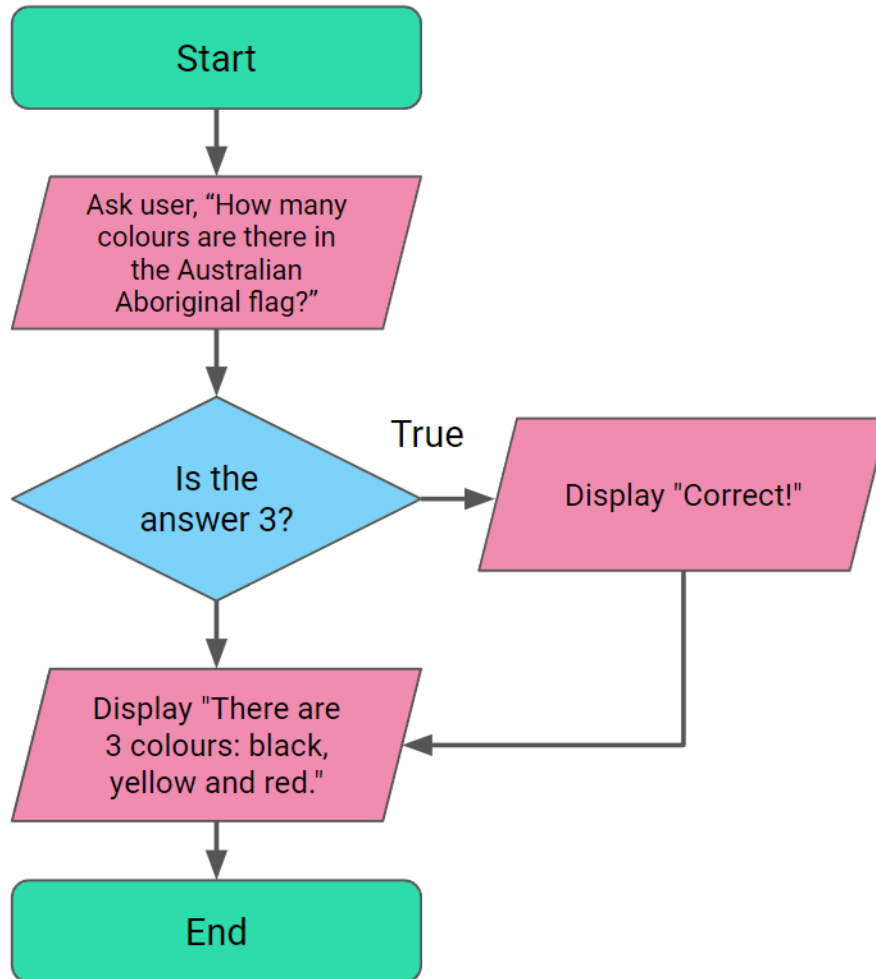 Start
Ask user, “How many
colours are there in
the Australian
Aboriginal flag?”
True
Is the
answer 3?
Display "Correct!"
Display "There are
3 colours: black,
yellow and red."
End